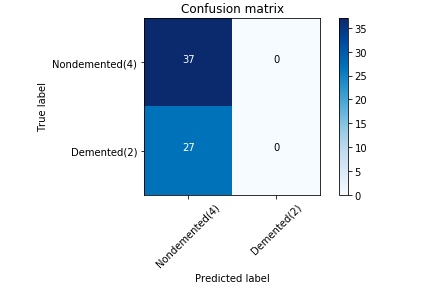 Confusion matrix
True label
Nondemented(4)
37
0
Demented(2)
27
0
Nondemented(4)
Demented(2)
Predicted label
35
30
25
20
15
10
5
0